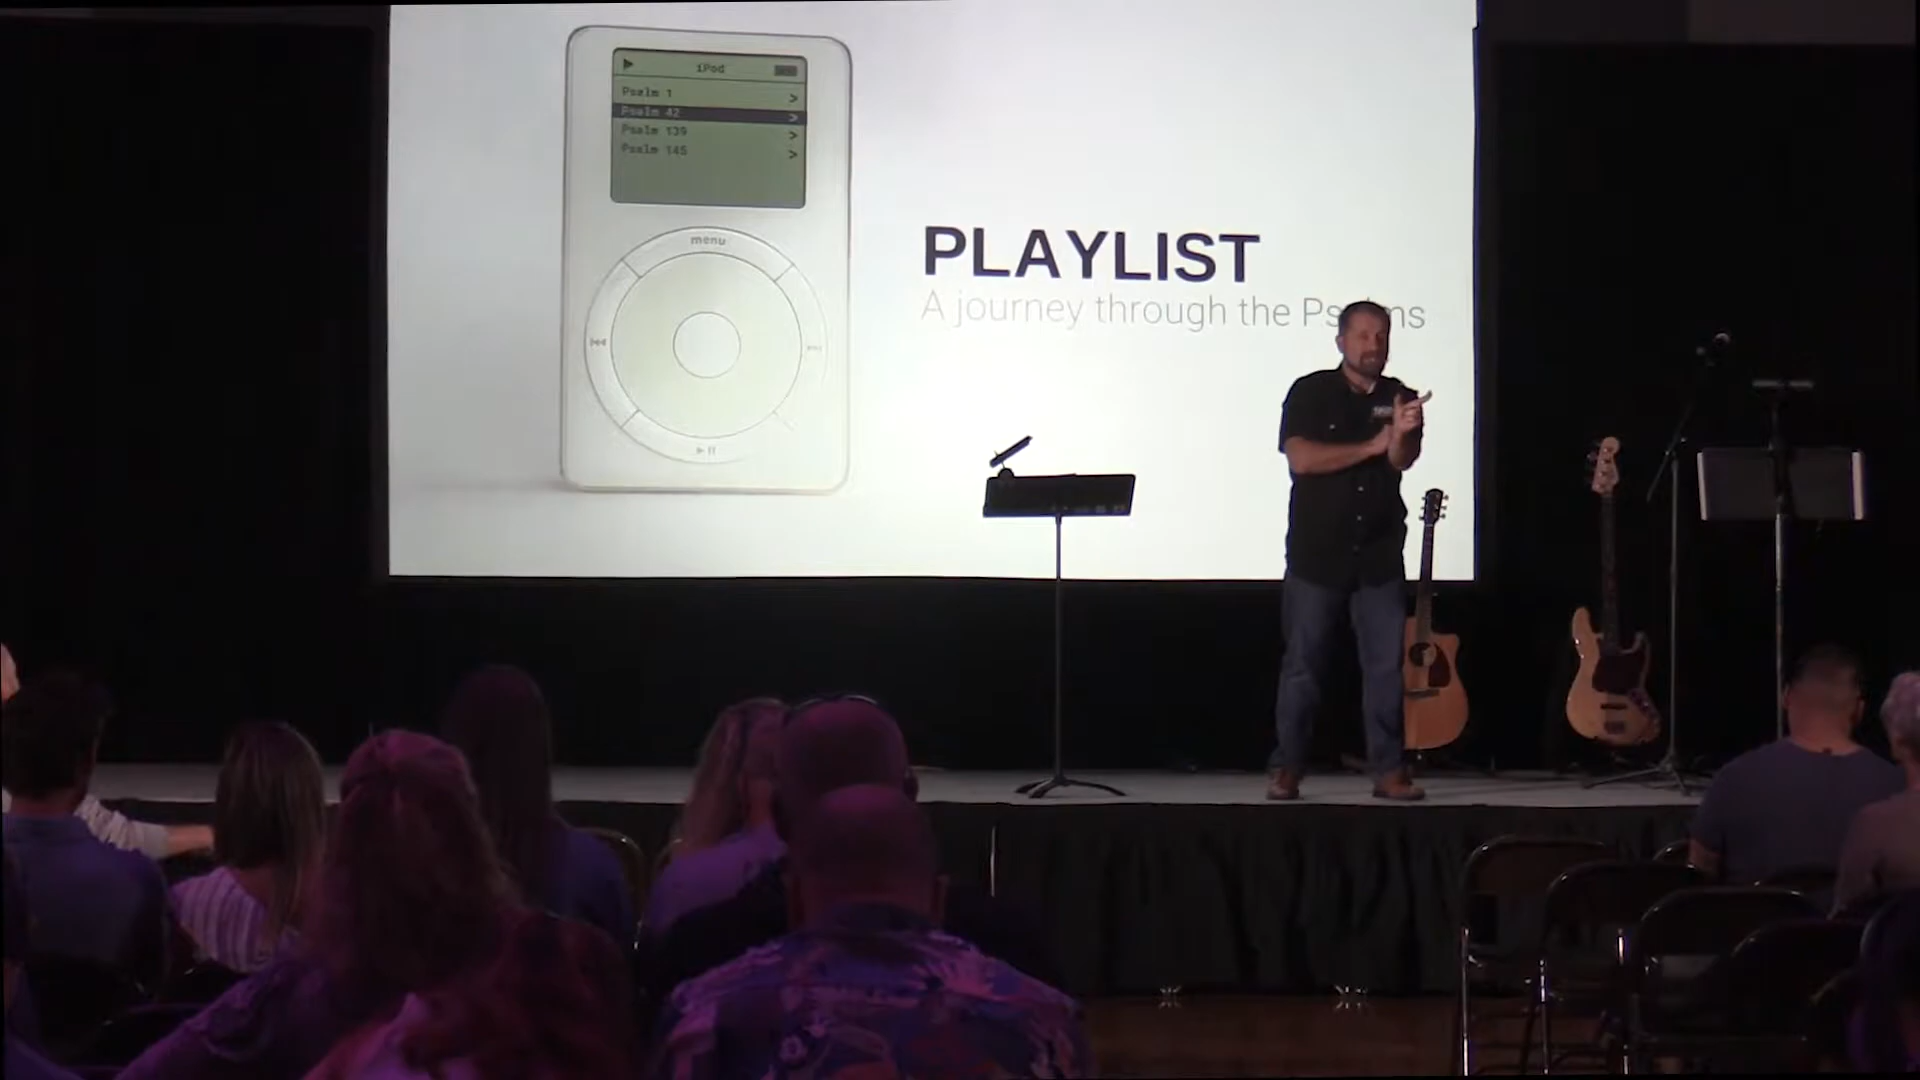 iPod
Psalm 1 >
Psalm 42 >
Psalm 139 >
Psalm 145 >
menu
PLAYLIST
A journey through the Psalms